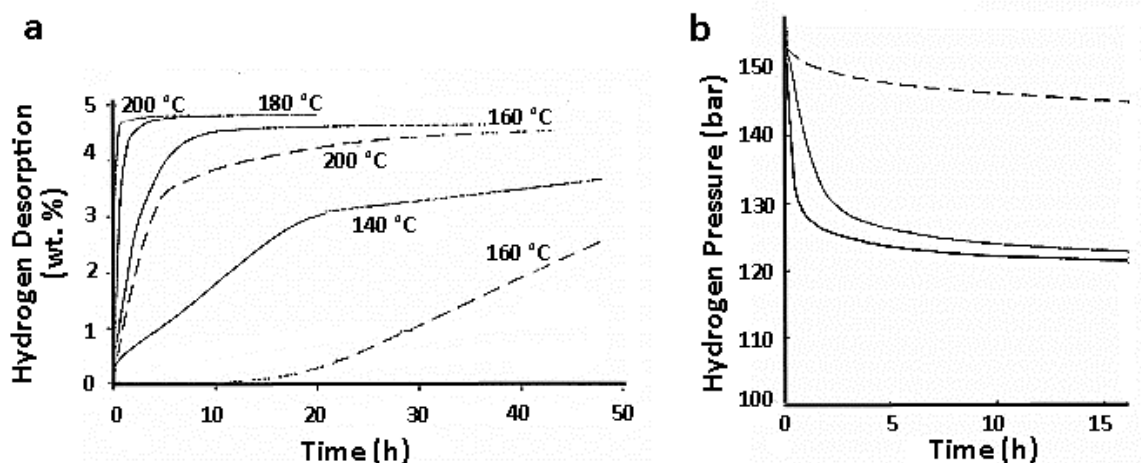 a
Hydrogen Desorption
(wt. %)
5
4
3
2
1
0
200 °C
180 °C
160 °C
200 °C
140 °C
160 °C
0 10 20 30 40 50
Time (h)
b
Hydrogen Pressure (bar)
150
140
130
120
110
100
0 5 10 15
Time (h)